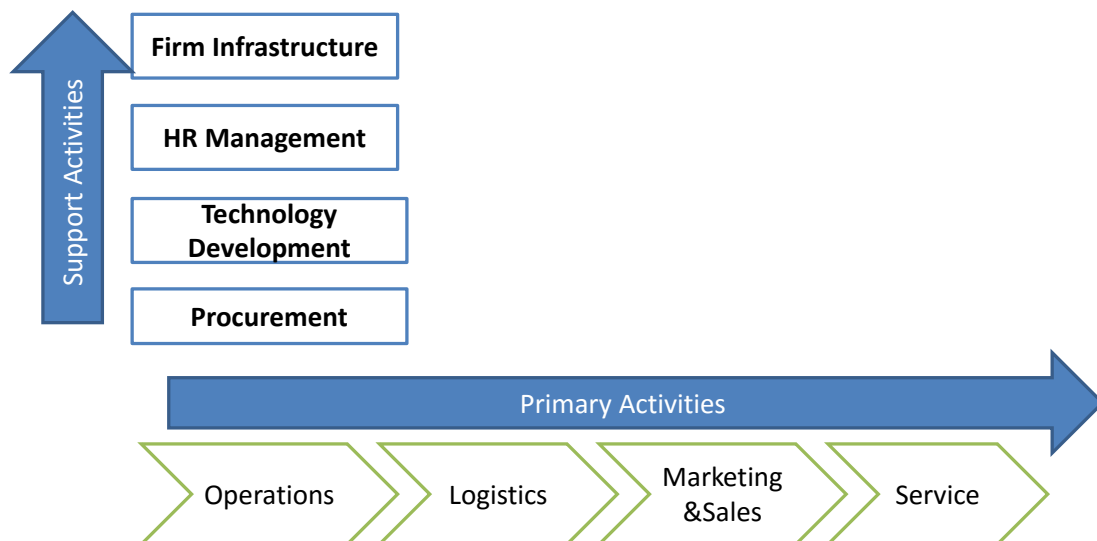 Support Activities
Firm Infrastructure
HR Management
Technology
Development
Procurement
Primary Activities
Operations
Logistics
Marketing
&Sales
Service